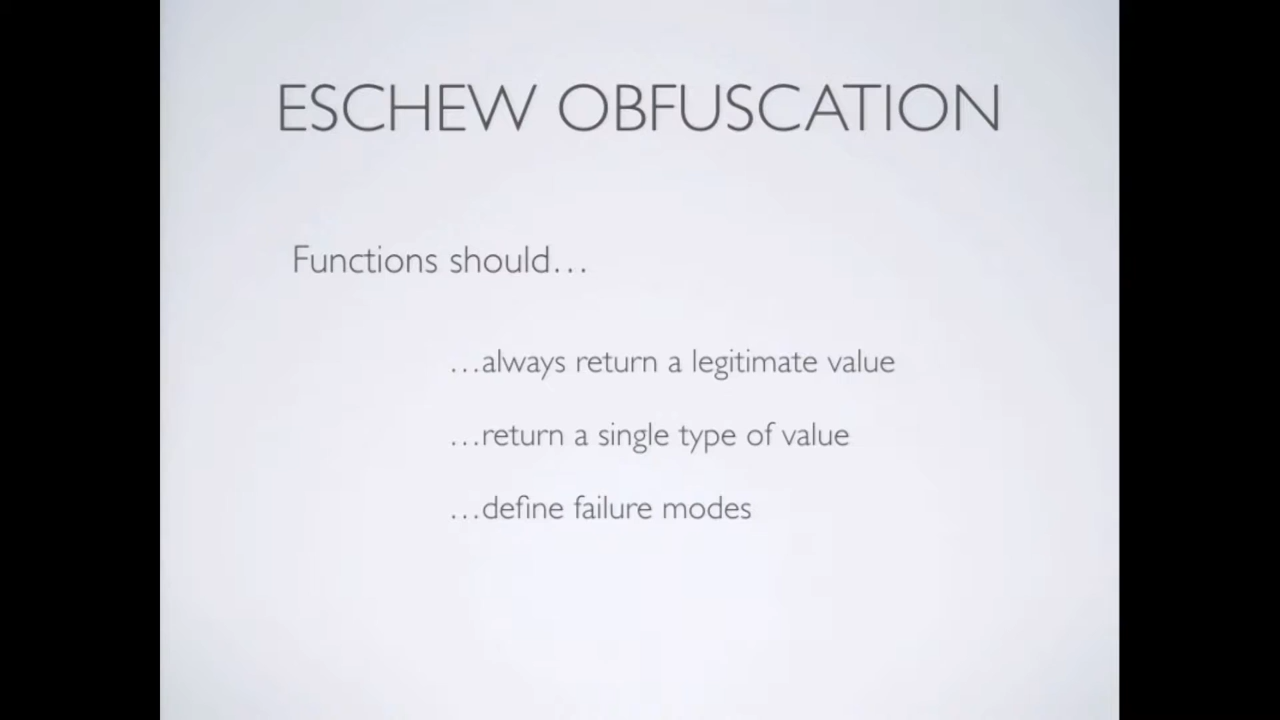 ESCHEW OBFUSCATION
Functions should…
…always return a legitimate value
…return a single type of value
…define failure modes